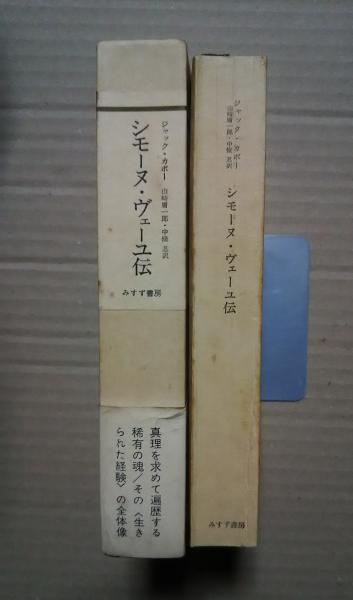 ジャック・カボー
山崎庸一郎・中條 忍訳
シモーヌ・ヴェーユ伝
みすず書房
真理を求めて遍歴する
稀有の魂／その〈生き
られた経験〉の全体像
ジャック・カボー
山崎庸一郎・中條 忍訳
シモーヌ・ヴェーユ伝
みすず書房